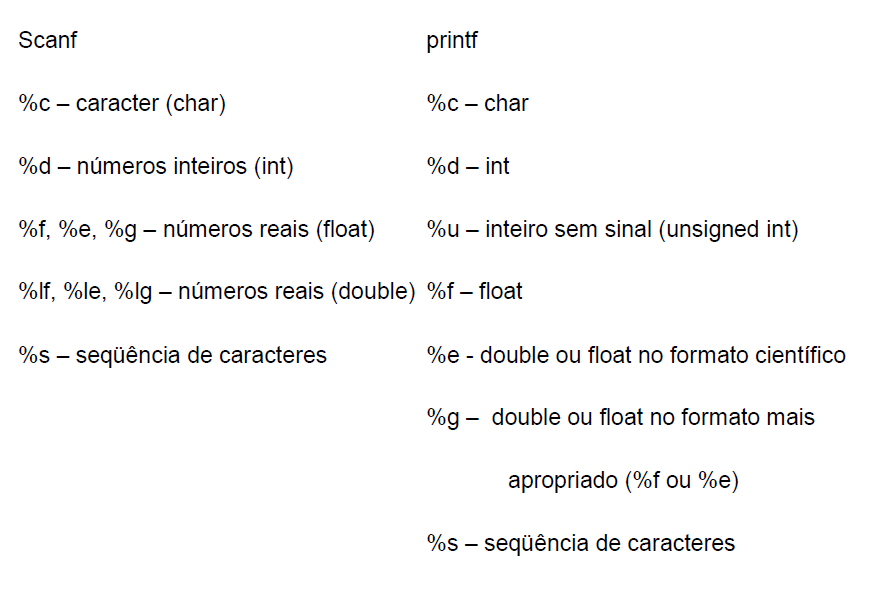 Scanf printf
%c – caracter (char) %c – char
%d – números inteiros (int) %d – int
%f, %e, %g – números reais (float) %u – inteiro sem sinal (unsigned int)
%lf, %le, %lg – números reais (double) %f – float
%s – seqüência de caracteres %e - double ou float no formato científico
%g – double ou float no formato mais
apropriado (%f ou %e)
%s – seqüência de caracteres